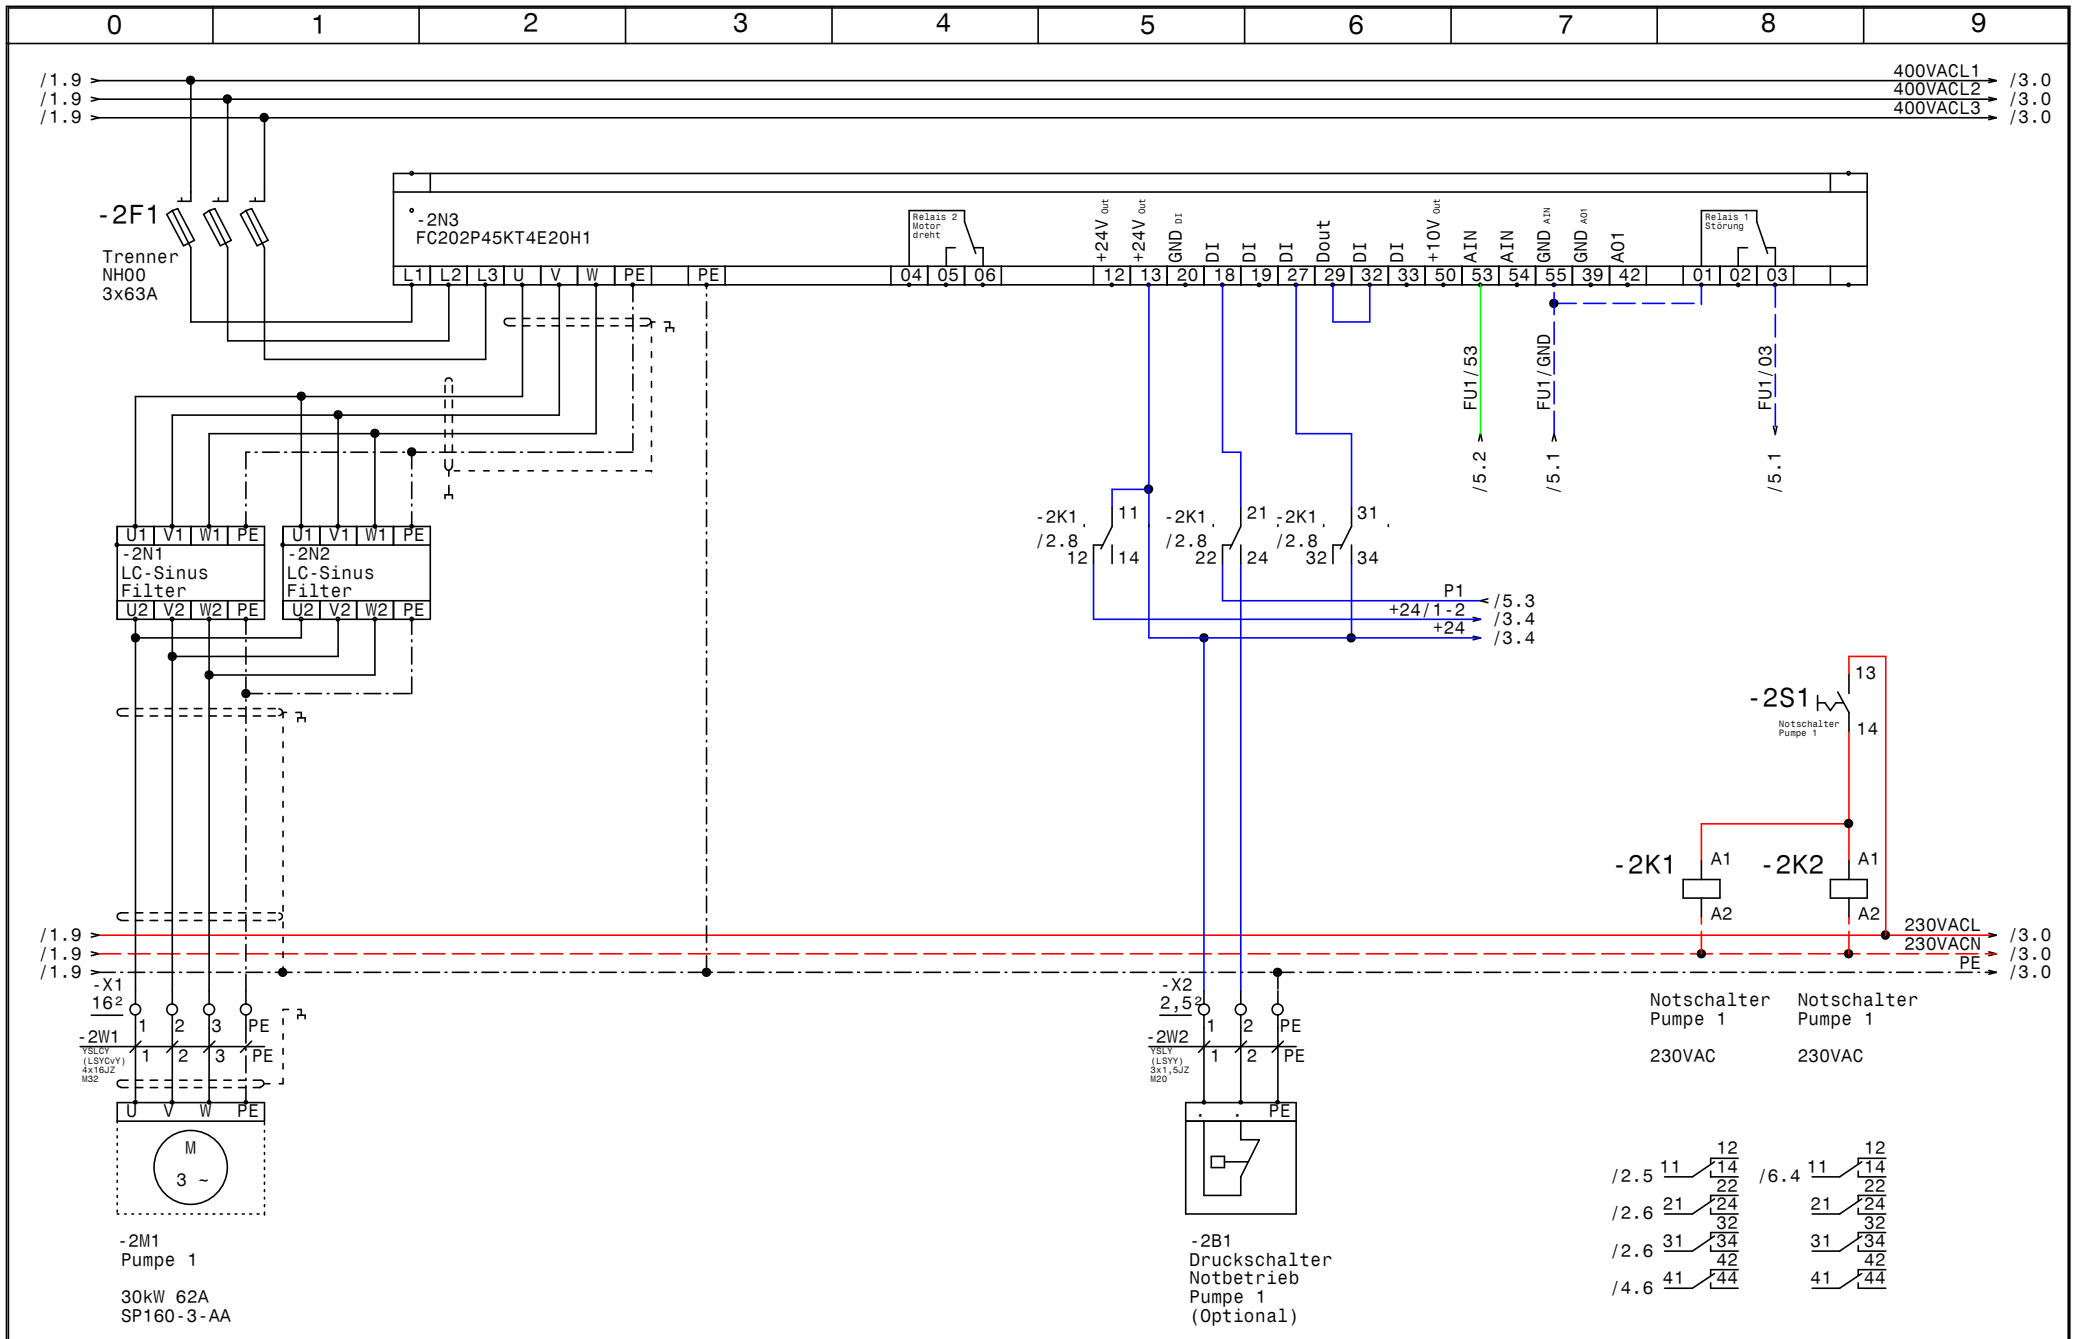 0 1 2 3 4 5 6 7 8 9
/1.9 400VACL1 /3.0
/1.9 400VACL2 /3.0
/1.9 400VACL3 /3.0
-2F1
Trenner
NH00
3x63A
-2N3
FC202P45KT4E20H1
Relais 2
Motor
dreht
+24V Out
+24V Out
GND DI
DI
DI
DI
Dout
DI
DI
+10V Out
AIN
AIN
GND AIN
GND AO1
AO1
Relais 1
Störung
L1 L2 L3 U V W PE PE 04 05 06 12 13 20 18 19 27 29 32 33 50 53 54 55 39 42 01 02 03
FU1/53
FU1/GND
FU1/03
/5.2
/5.1
/5.1
-2K1
/2.8
11
12 14
-2K1
/2.8
21
22 24
-2K1
/2.8
31
32 34
P1 /5.3
+24/1-2 /3.4
+24 /3.4
U1 V1 W1 PE
-2N1
LC-Sinus
Filter
U2 V2 W2 PE
U1 V1 W1 PE
-2N2
LC-Sinus
Filter
U2 V2 W2 PE
-2S1
Notschalter
Pumpe 1
13
14
-2K1
A1
A2
-2K2
A1
A2
/1.9 230VACL /3.0
/1.9 230VACN /3.0
/1.9 PE /3.0
-X1
16²
1 2 3 PE
-2W1
YSLCY
(LSYCvY)
4x16JZ
M32
1 2 3 PE
U V W PE
M
3 ~
-2M1
Pumpe 1
30kW 62A
SP160-3-AA
-X2
2,5²
1 2 PE
-2W2
YSLY
(LSYY)
3x1,5JZ
M20
1 2 PE
. . PE
-2B1
Druckschalter
Notbetrieb
Pumpe 1
(Optional)
Notschalter
Pumpe 1
230VAC
Notschalter
Pumpe 1
230VAC
/2.5 11 12 14
/2.6 21 22 24
/2.6 31 32 34
/4.6 41 42 44
/6.4 11 12 14
21 22 24
31 32 34
41 42 44